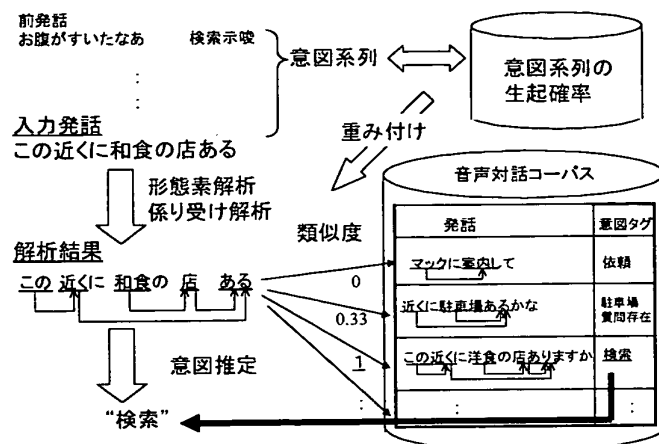 前発話
お腹がすいたなあ 検索示唆
:
:
意図系列
意図系列の
生起確率
入力発話
この近くに和食の店ある
重み付け
形態素解析
係り受け解析
解析結果
この 近くに 和食の 店 ある
意図推定
“検索”
類似度
0
0.33
1
:
音声対話コーパス
発話 意図タグ
マックに案内して 依頼
近くに駐車場あるかな 駐車場
質問存在
この近くに洋食の店ありますか 検索
: :